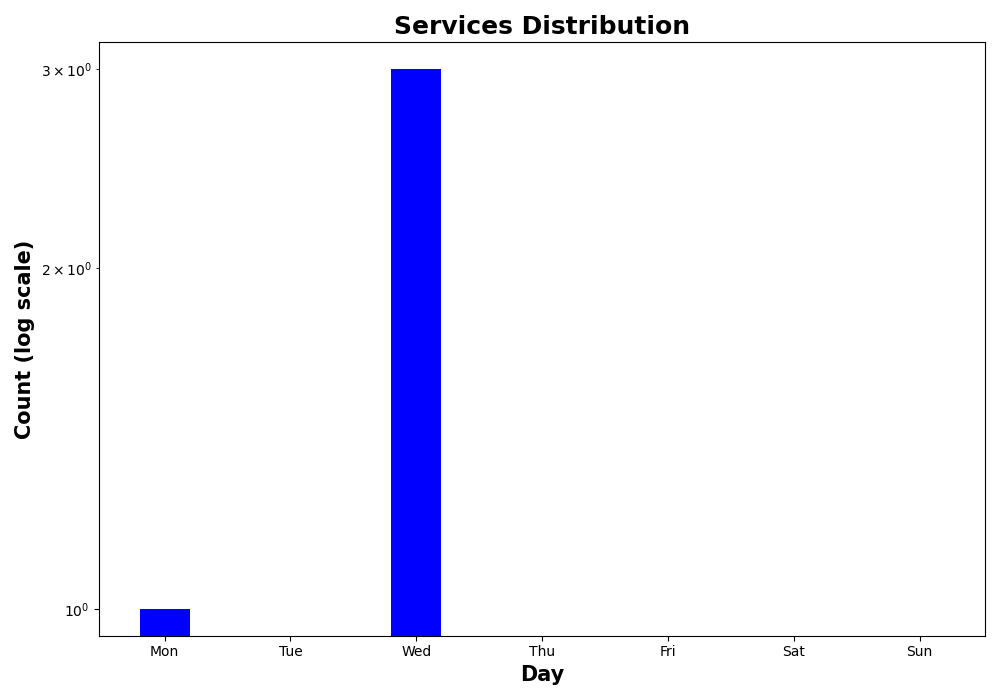 Services Distribution
3 × 10⁰
2 × 10⁰
10⁰
Count (log scale)
Mon Tue Wed Thu Fri Sat Sun
Day